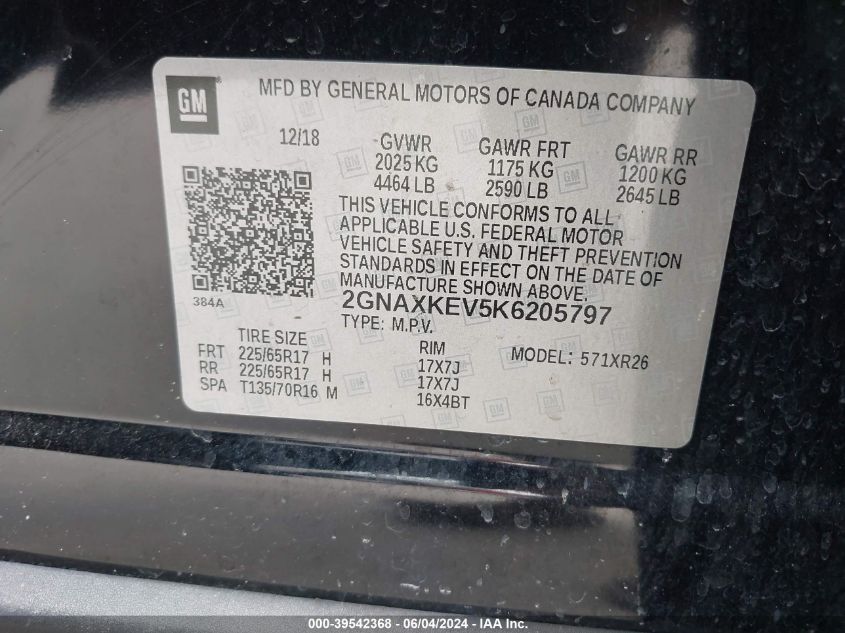 GM
MFD BY GENERAL MOTORS OF CANADA COMPANY
12/18
GVWR GAWR FRT GAWR RR
2025 KG 1175 KG 1200 KG
4464 LB 2590 LB 2645 LB
THIS VEHICLE CONFORMS TO ALL
APPLICABLE U.S. FEDERAL MOTOR
VEHICLE SAFETY AND THEFT PREVENTION
STANDARDS IN EFFECT ON THE DATE OF
MANUFACTURE SHOWN ABOVE.
384A
2GNAXKEV5K6205797
TYPE: M.P.V.
TIRE SIZE RIM MODEL: 571XR26
FRT 225/65R17 H 17X7J
RR 225/65R17 H 17X7J
SPA T135/70R16 M 16X4BT
000-39542368 - 06/04/2024 - IAAI.com